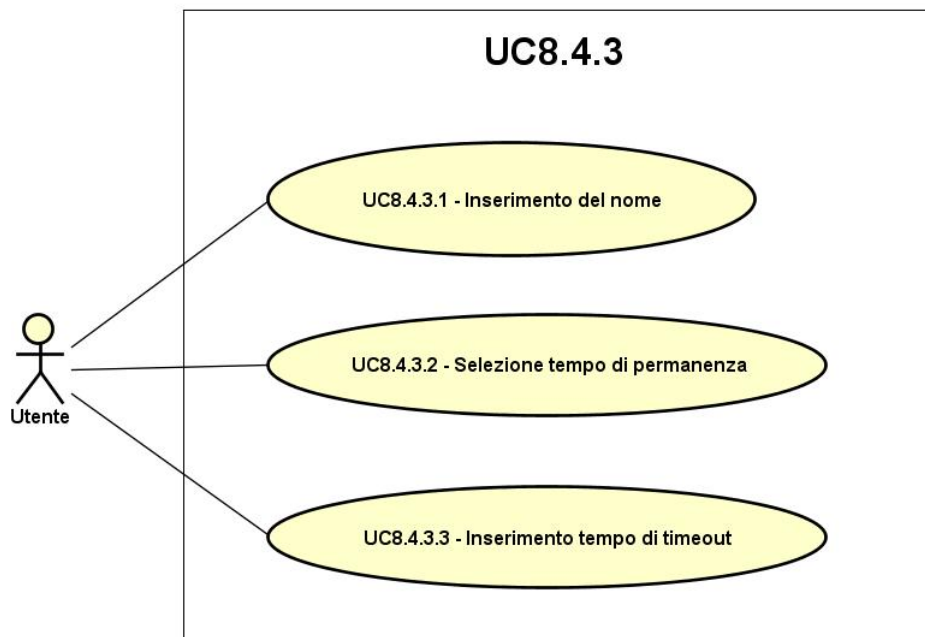 UC8.4.3
UC8.4.3.1 - Inserimento del nome
UC8.4.3.2 - Selezione tempo di permanenza
Utente
UC8.4.3.3 - Inserimento tempo di timeout